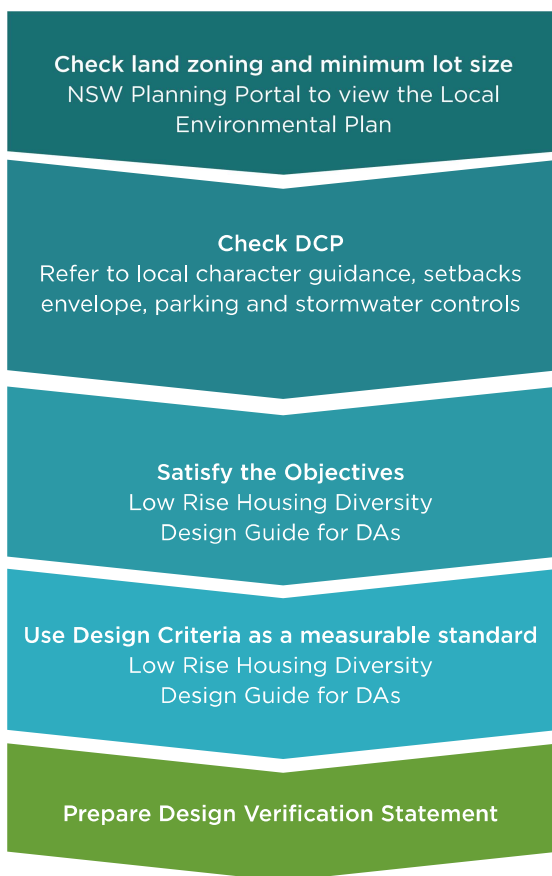 Check land zoning and minimum lot size
NSW Planning Portal to view the Local
Environmental Plan
Check DCP
Refer to local character guidance, setbacks
envelope, parking and stormwater controls
Satisfy the Objectives
Low Rise Housing Diversity
Design Guide for DAs
Use Design Criteria as a measurable standard
Low Rise Housing Diversity
Design Guide for DAs
Prepare Design Verification Statement